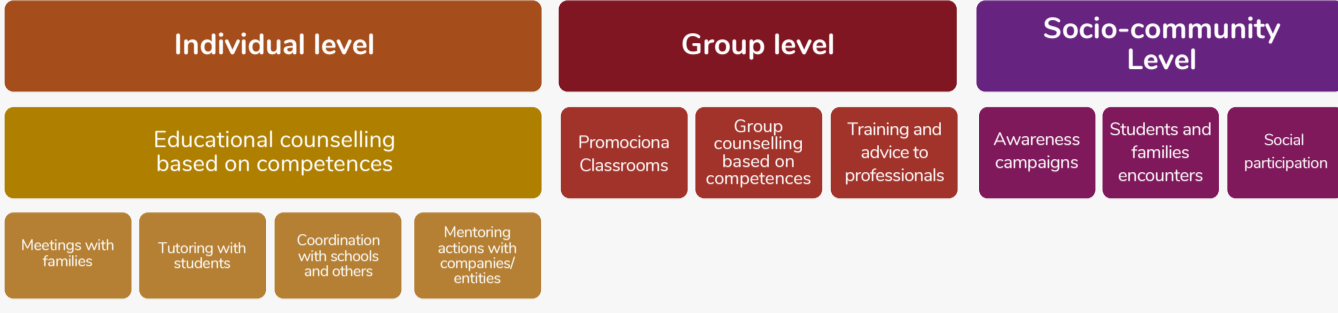 Individual level
Group level
Socio-community
Level
Educational counselling
based on competences
Promociona
Classrooms
Group
counselling
based on
competences
Training and
advice to
professionals
Awareness
campaigns
Students and
families
encounters
Social
participation
Meetings with
families
Tutoring with
students
Coordination
with schools
and others
Mentoring
actions with
companies/
entities